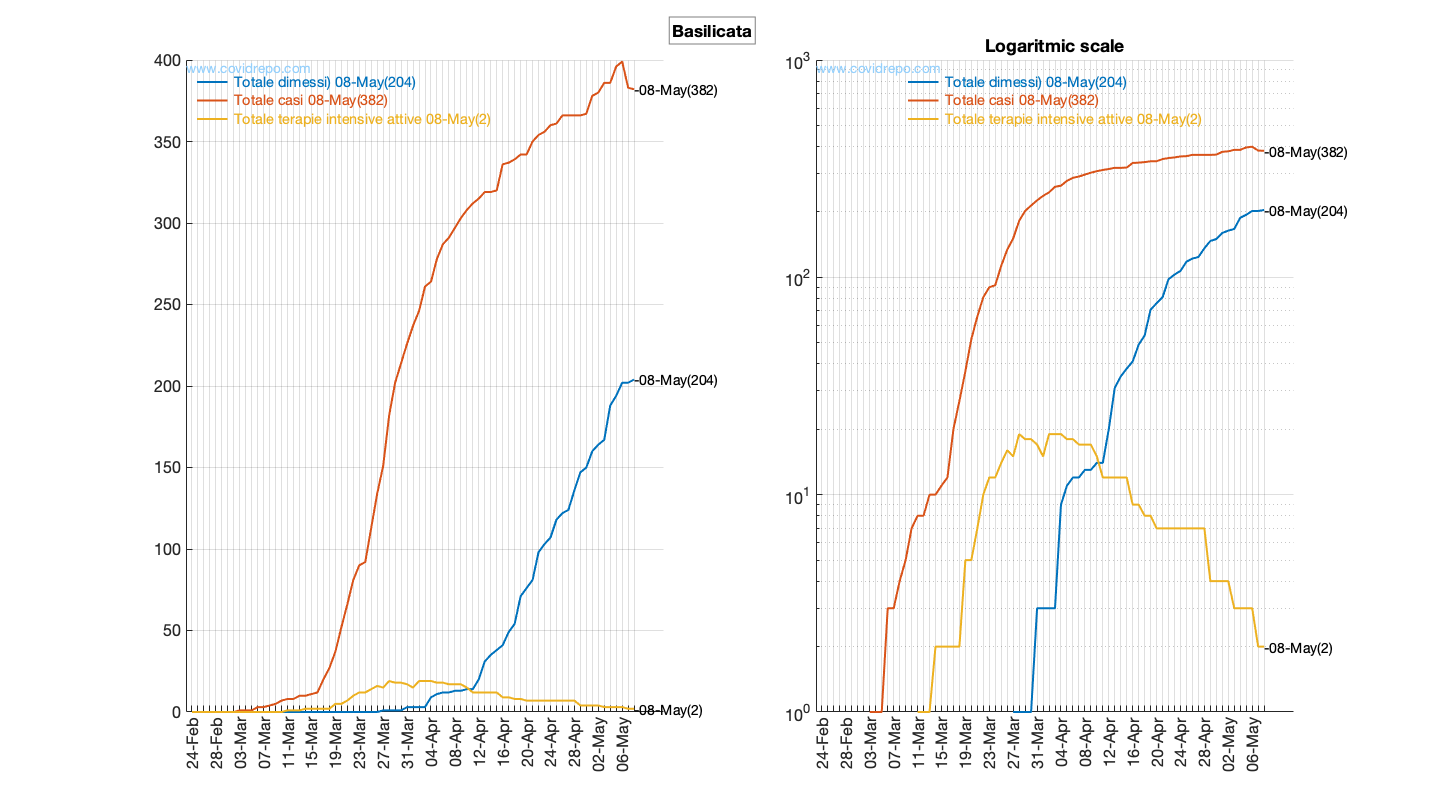 Basilicata
www.covidrepo.com
Totale dimessi) 08-May(204)
Totale casi 08-May(382)
Totale terapie intensive attive 08-May(2)
400
350
300
250
200
150
100
50
0
-08-May(382)
-08-May(204)
-08-May(2)
24-Feb
28-Feb
03-Mar
07-Mar
11-Mar
15-Mar
19-Mar
23-Mar
27-Mar
31-Mar
04-Apr
08-Apr
12-Apr
16-Apr
20-Apr
24-Apr
28-Apr
02-May
06-May
Logaritmic scale
www.covidrepo.com
Totale dimessi) 08-May(204)
Totale casi 08-May(382)
Totale terapie intensive attive 08-May(2)
10³
10²
10¹
10⁰
-08-May(382)
-08-May(204)
-08-May(2)
24-Feb
28-Feb
03-Mar
07-Mar
11-Mar
15-Mar
19-Mar
23-Mar
27-Mar
31-Mar
04-Apr
08-Apr
12-Apr
16-Apr
20-Apr
24-Apr
28-Apr
02-May
06-May